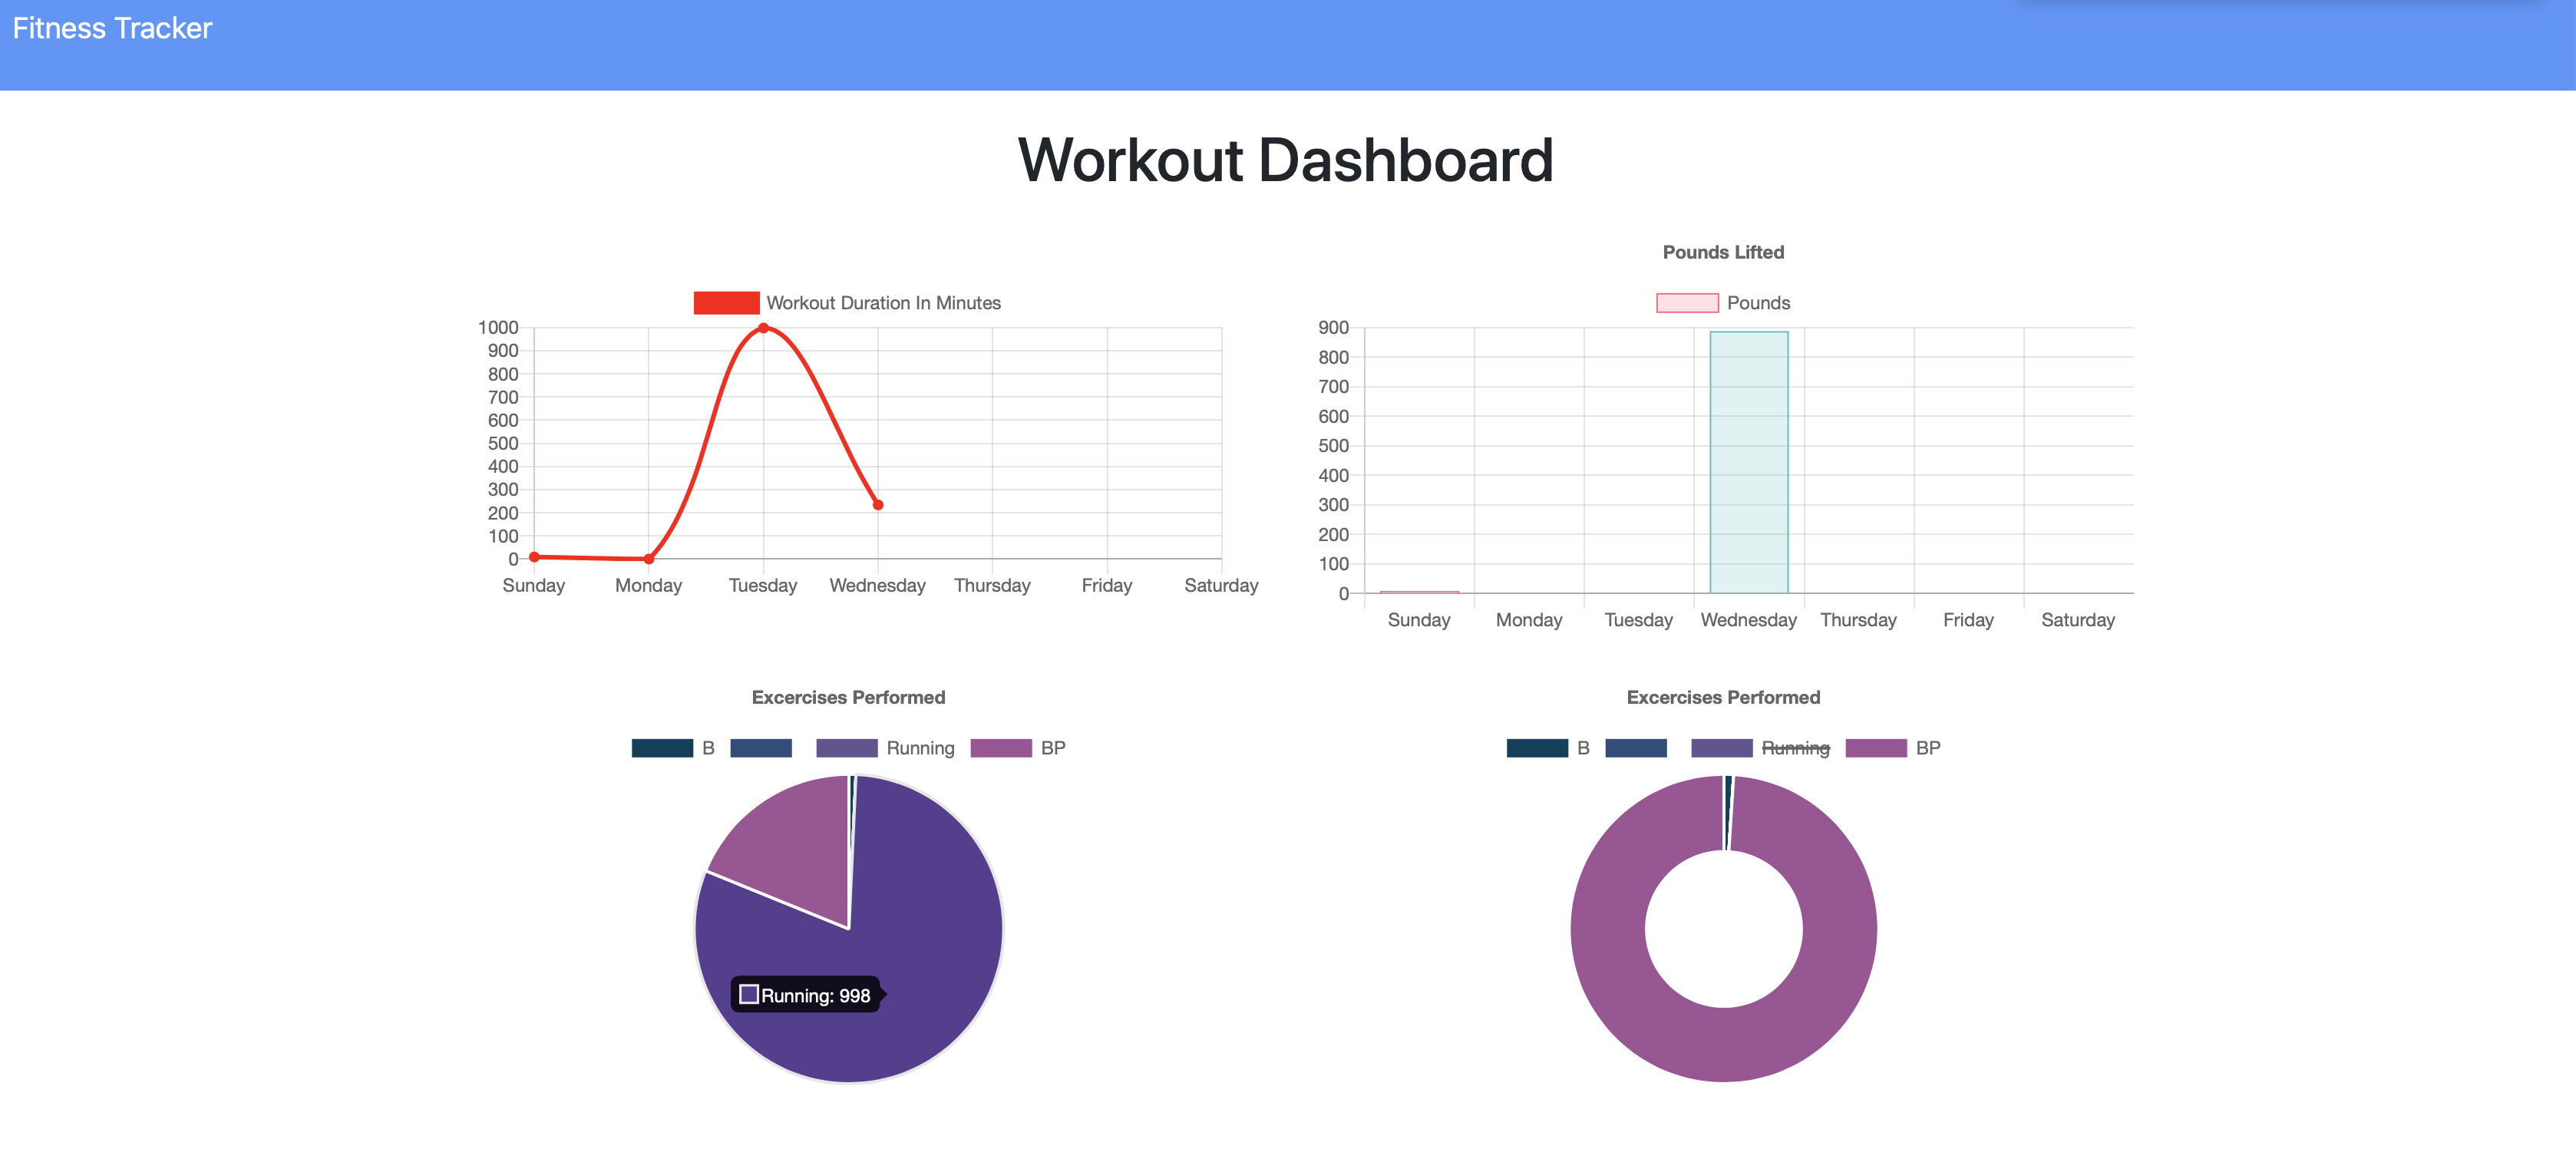 Fitness Tracker
Workout Dashboard
Workout Duration In Minutes
1000
900
800
700
600
500
400
300
200
100
0
Sunday Monday Tuesday Wednesday Thursday Friday Saturday
Pounds Lifted
Pounds
900
800
700
600
500
400
300
200
100
0
Sunday Monday Tuesday Wednesday Thursday Friday Saturday
Excercises Performed
B Running BP
Running: 998
Excercises Performed
B Running BP